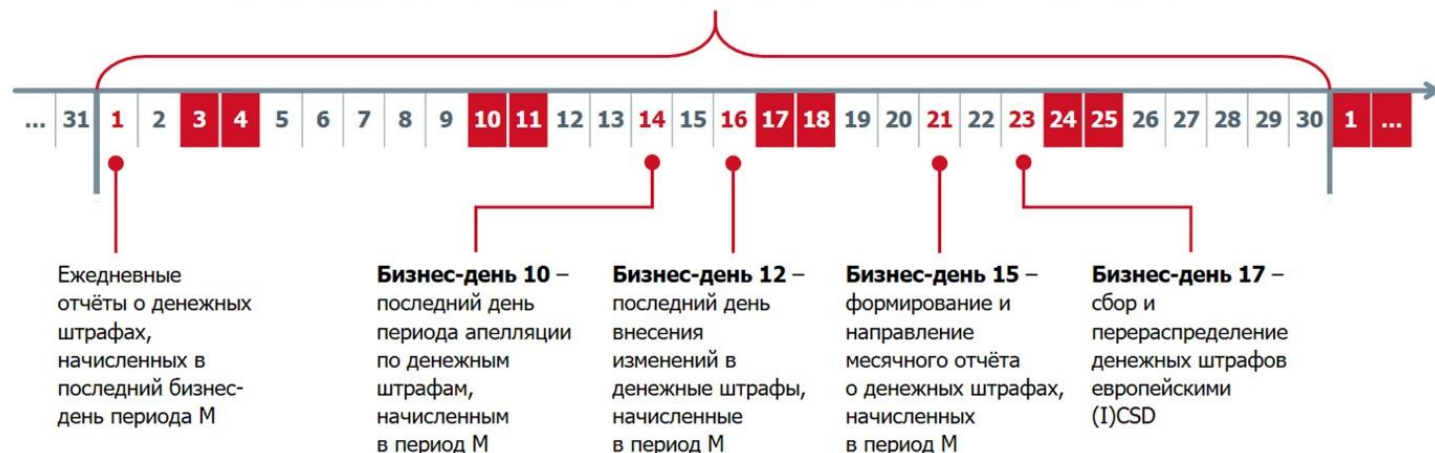 ... 31 1 2 3 4 5 6 7 8 9 10 11 12 13 14 15 16 17 18 19 20 21 22 23 24 25 26 27 28 29 30 1 ...
Ежедневные
отчёты о денежных
штрафах,
начисленных в
последний бизнес-
день периода М
Бизнес-день 10 –
последний день
периода апелляции
по денежным
штрафам,
начисленным
в период М
Бизнес-день 12 –
последний день
внесения
изменений в
денежные штрафы,
начисленные
в период М
Бизнес-день 15 –
формирование и
направление
месячного отчёта
о денежных штрафах,
начисленных
в период М
Бизнес-день 17 –
сбор и
перераспределение
денежных штрафов
европейскими
(I)CSD